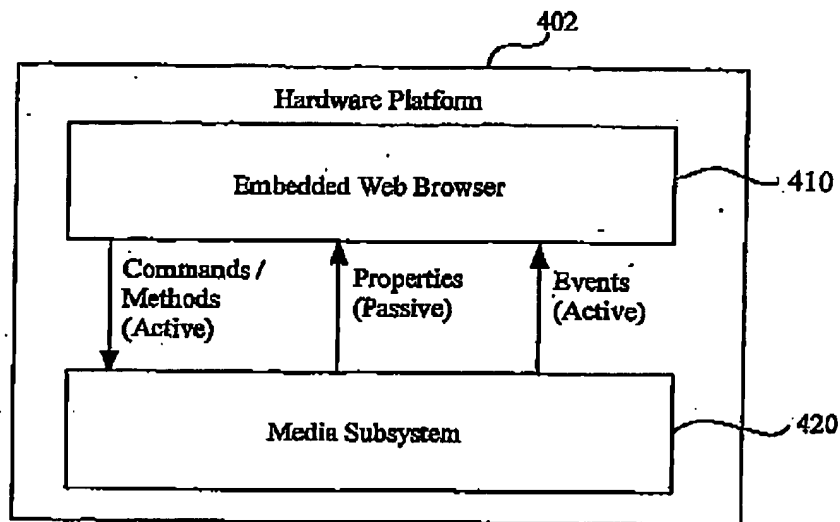 402
Hardware Platform
Embedded Web Browser
410
Commands /
Methods
(Active)
Properties
(Passive)
Events
(Active)
Media Subsystem
420